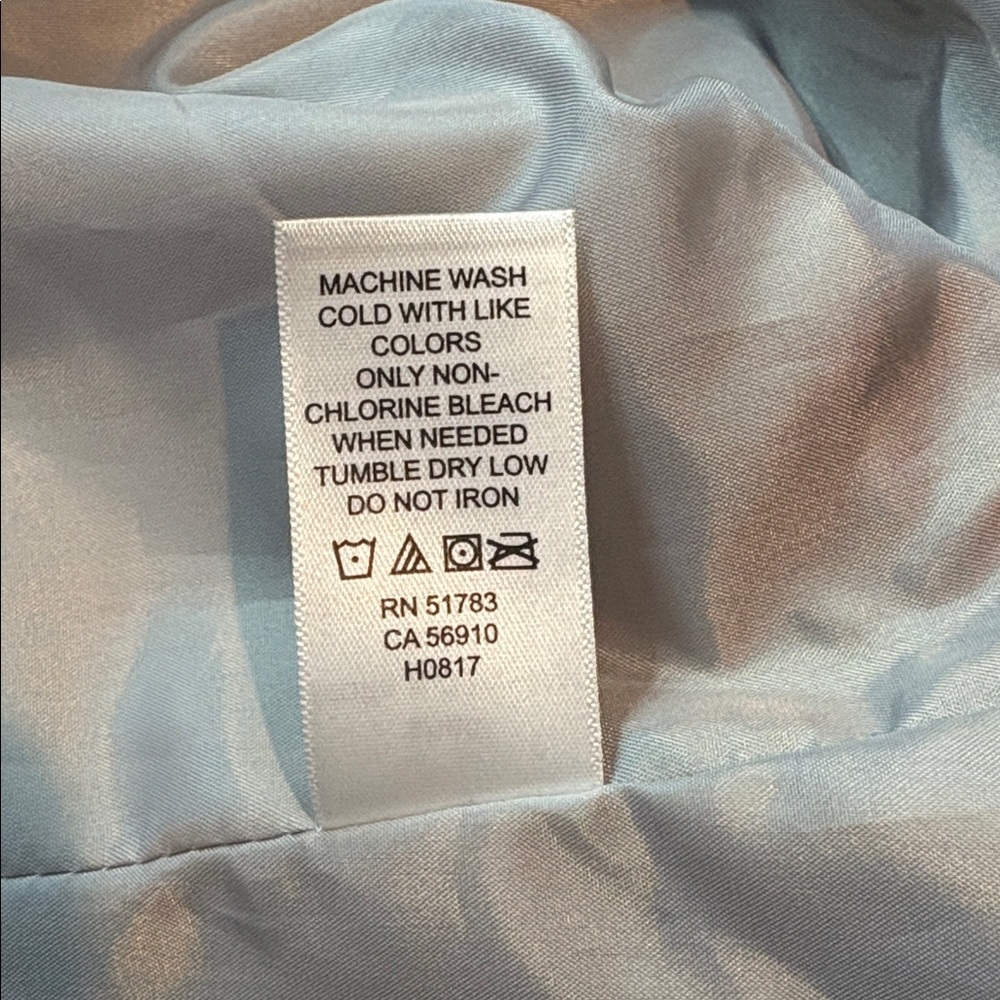 MACHINE WASH
COLD WITH LIKE
COLORS
ONLY NON-
CHLORINE BLEACH
WHEN NEEDED
TUMBLE DRY LOW
DO NOT IRON
RN 51783
CA 56910
H0817